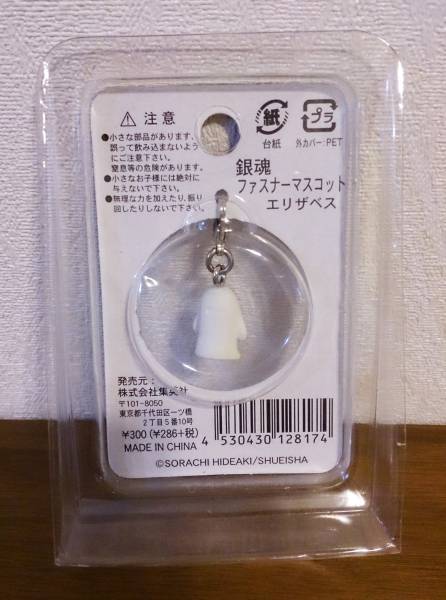 ⚠ 注意
●小さな部品があります、
誤って飲み込まないよう
にご注意下さい。
窒息等の危険があります。
●小さなお子様には絶対に
与えないで下さい。
●無理な力を加えたり、振り
回したりしないで下さい。
紙
台紙
プラ
外カバー:PET
銀魂
ファスナーマスコット
エリザベス
発売元:
株式会社集英社
〒101-8050
東京都千代田区一ツ橋
2丁目5番10号
¥300(¥286+税)
MADE IN CHINA
4 530430 128174
©SORACHI HIDEAKI/SHUEISHA